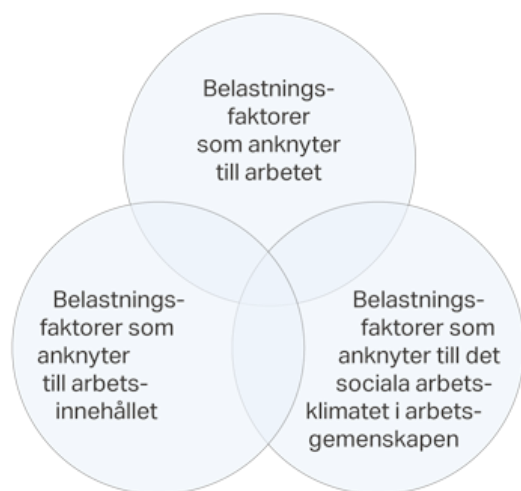 Belastnings-
faktorer
som anknyter
till arbetet
Belastnings-
faktorer som
anknyter
till arbets-
innehållet
Belastnings-
faktorer som
anknyter till det
sociala arbets-
klimatet i arbets-
gemenskapen